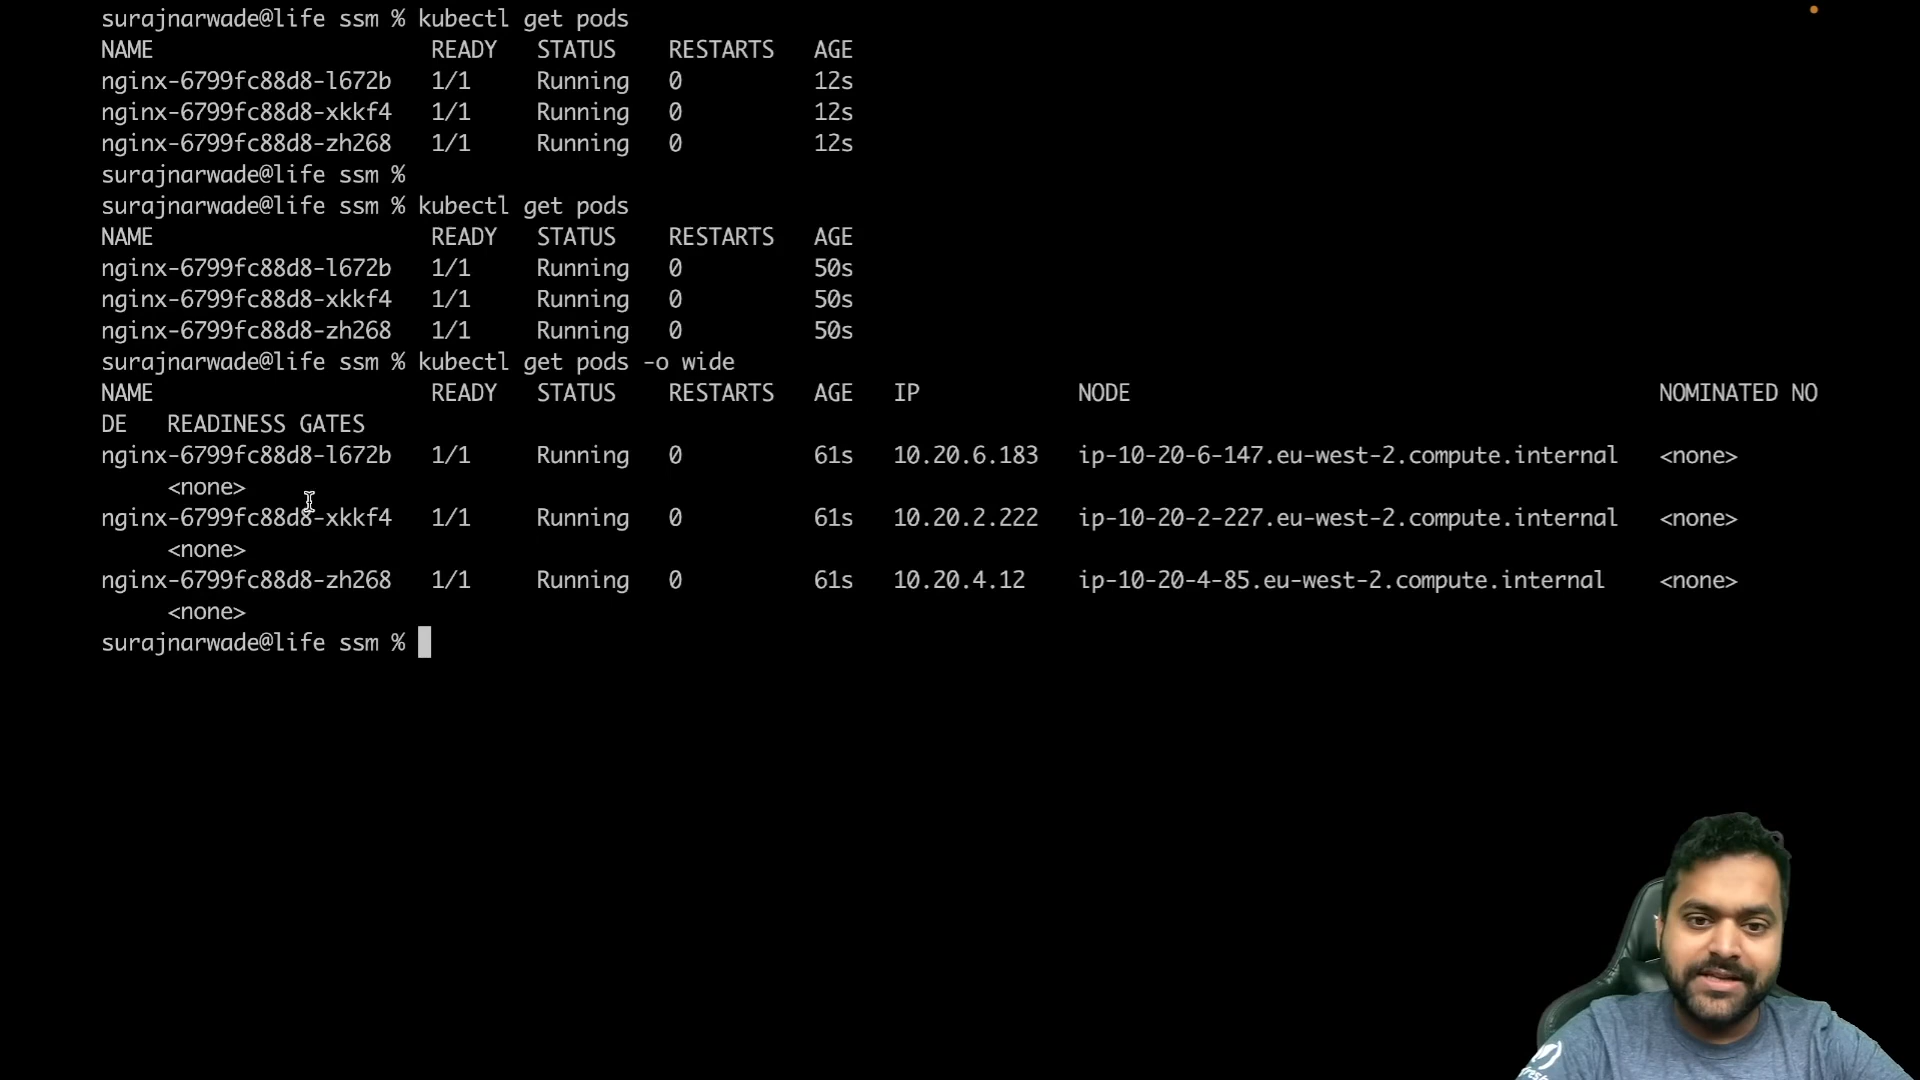 surajnarwade@life ssm % kubectl get pods
NAME READY STATUS RESTARTS AGE
nginx-6799fc88d8-l672b 1/1 Running 0 12s
nginx-6799fc88d8-xkkf4 1/1 Running 0 12s
nginx-6799fc88d8-zh268 1/1 Running 0 12s
surajnarwade@life ssm %
surajnarwade@life ssm % kubectl get pods
NAME READY STATUS RESTARTS AGE
nginx-6799fc88d8-l672b 1/1 Running 0 50s
nginx-6799fc88d8-xkkf4 1/1 Running 0 50s
nginx-6799fc88d8-zh268 1/1 Running 0 50s
surajnarwade@life ssm % kubectl get pods -o wide
NAME READY STATUS RESTARTS AGE IP NODE NOMINATED NO
DE READINESS GATES
nginx-6799fc88d8-l672b 1/1 Running 0 61s 10.20.6.183 ip-10-20-6-147.eu-west-2.compute.internal <none>
<none>
nginx-6799fc88d8-xkkf4 1/1 Running 0 61s 10.20.2.222 ip-10-20-2-227.eu-west-2.compute.internal <none>
<none>
nginx-6799fc88d8-zh268 1/1 Running 0 61s 10.20.4.12 ip-10-20-4-85.eu-west-2.compute.internal <none>
<none>
surajnarwade@life ssm %